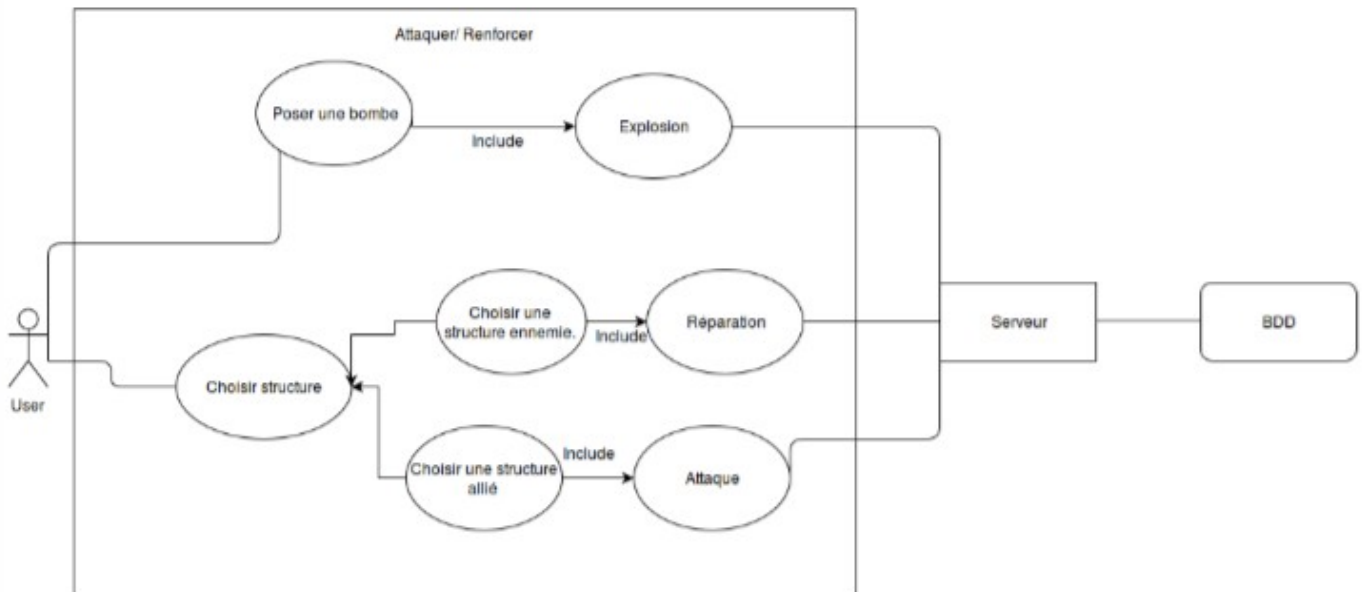 Attaquer/ Renforcer
Poser une bombe
Include
Explosion
Choisir une
structure ennemie.
Include
Réparation
Serveur
BDD
User
Choisir structure
Choisir une structure
allié
Include
Attaque